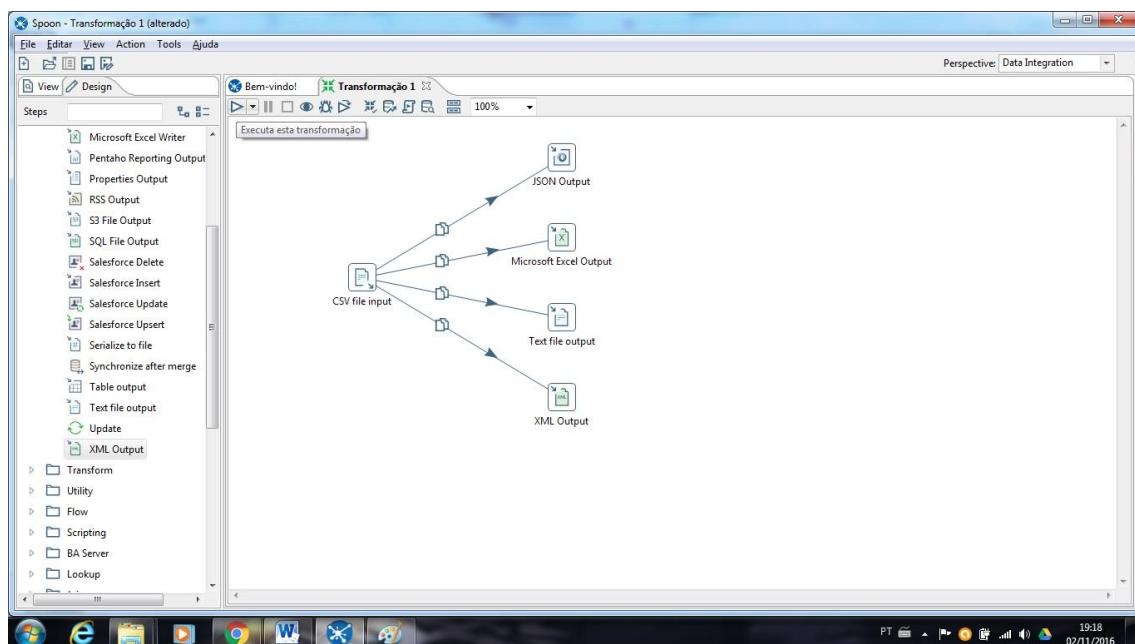 Spoon - Transformação 1 (alterado)
File Editar View Action Tools Ajuda
Perspective: Data Integration
View Design
Bem-vindo! Transformação 1
Steps
100%
Executa esta transformação
Microsoft Excel Writer
Pentaho Reporting Output
Properties Output
RSS Output
S3 File Output
SQL File Output
Salesforce Delete
Salesforce Insert
Salesforce Update
Salesforce Upsert
Serialize to file
Synchronize after merge
Table output
Text file output
Update
XML Output
Transform
Utility
Flow
Scripting
BA Server
Lookup
JSON Output
Microsoft Excel Output
CSV file input
Text file output
XML Output
PT
19:18
02/11/2016